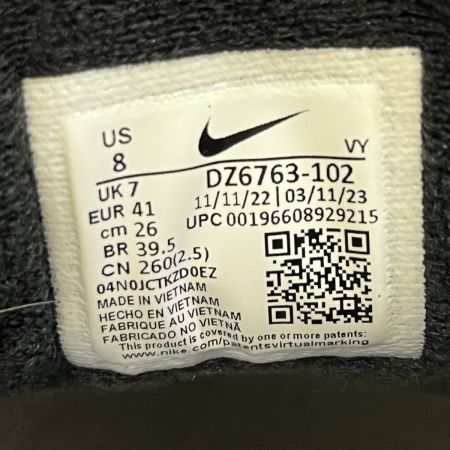 US
8
VY
UK 7
DZ6763-102
EUR 41
11/11/22 | 03/11/23
cm 26
UPC 00196608929215
BR 39.5
CN 260(2.5)
04N0JCTKZD0EZ
MADE IN VIETNAM
HECHO EN VIETNAM
FABRIQUE AU VIETNAM
FABRICADO NO VIETNÃ
This product is covered by one or more patents:
www.nike.com/patentsvirtualmarking